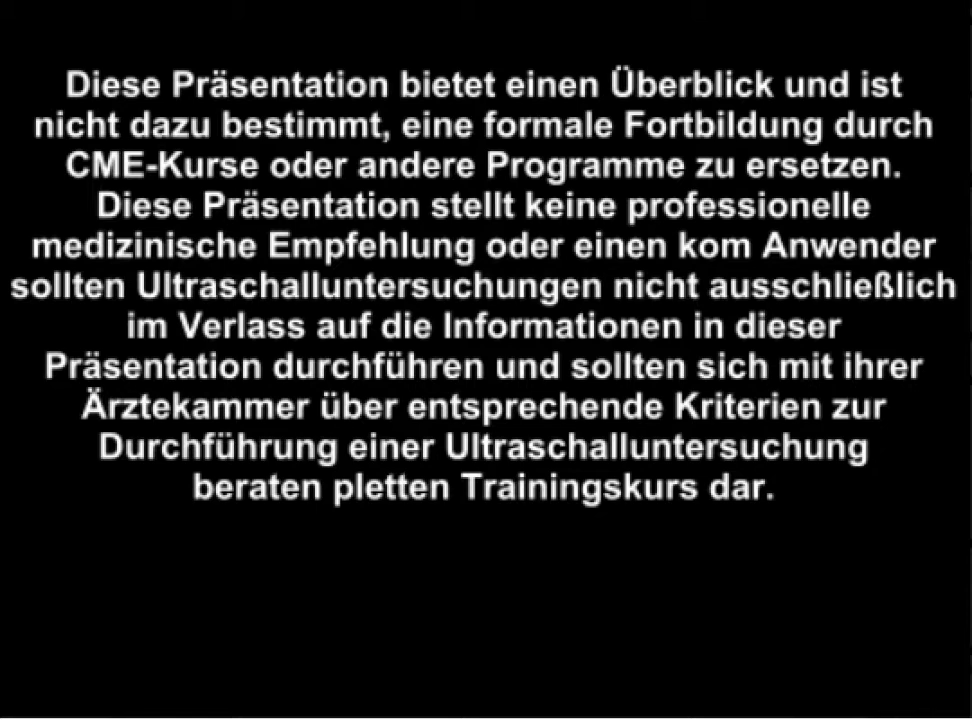 Diese Präsentation bietet einen Überblick und ist
nicht dazu bestimmt, eine formale Fortbildung durch
CME-Kurse oder andere Programme zu ersetzen.
Diese Präsentation stellt keine professionelle
medizinische Empfehlung oder einen kom Anwender
sollten Ultraschalluntersuchungen nicht ausschließlich
im Verlass auf die Informationen in dieser
Präsentation durchführen und sollten sich mit ihrer
Ärztekammer über entsprechende Kriterien zur
Durchführung einer Ultraschalluntersuchung
beraten pletten Trainingskurs dar.